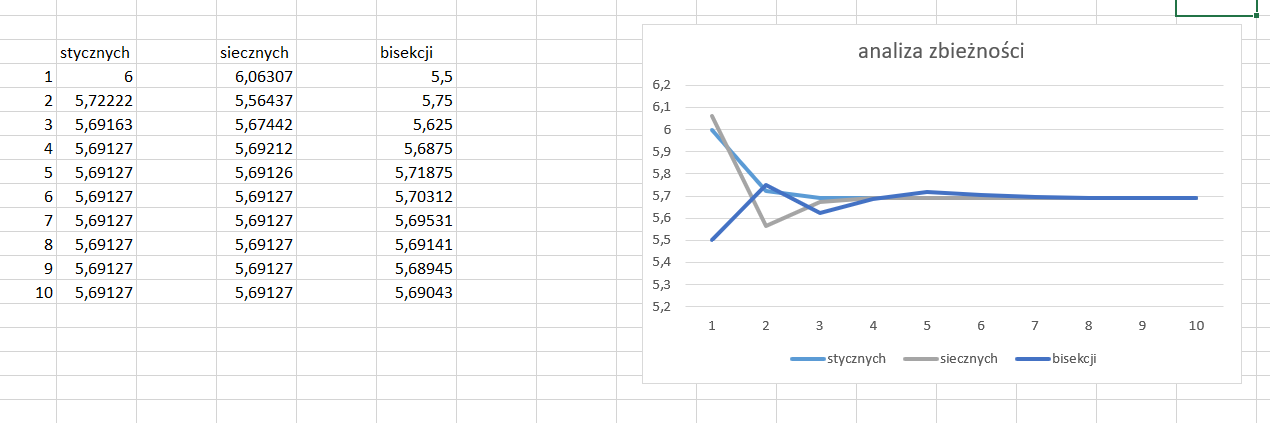 stycznych siecznych bisekcji
1 6 6,06307 5,5
2 5,72222 5,56437 5,75
3 5,69163 5,67442 5,625
4 5,69127 5,69212 5,6875
5 5,69127 5,69126 5,71875
6 5,69127 5,69127 5,70312
7 5,69127 5,69127 5,69531
8 5,69127 5,69127 5,69141
9 5,69127 5,69127 5,68945
10 5,69127 5,69127 5,69043
analiza zbieżności
6,2
6,1
6
5,9
5,8
5,7
5,6
5,5
5,4
5,3
5,2
1 2 3 4 5 6 7 8 9 10
stycznych siecznych bisekcji